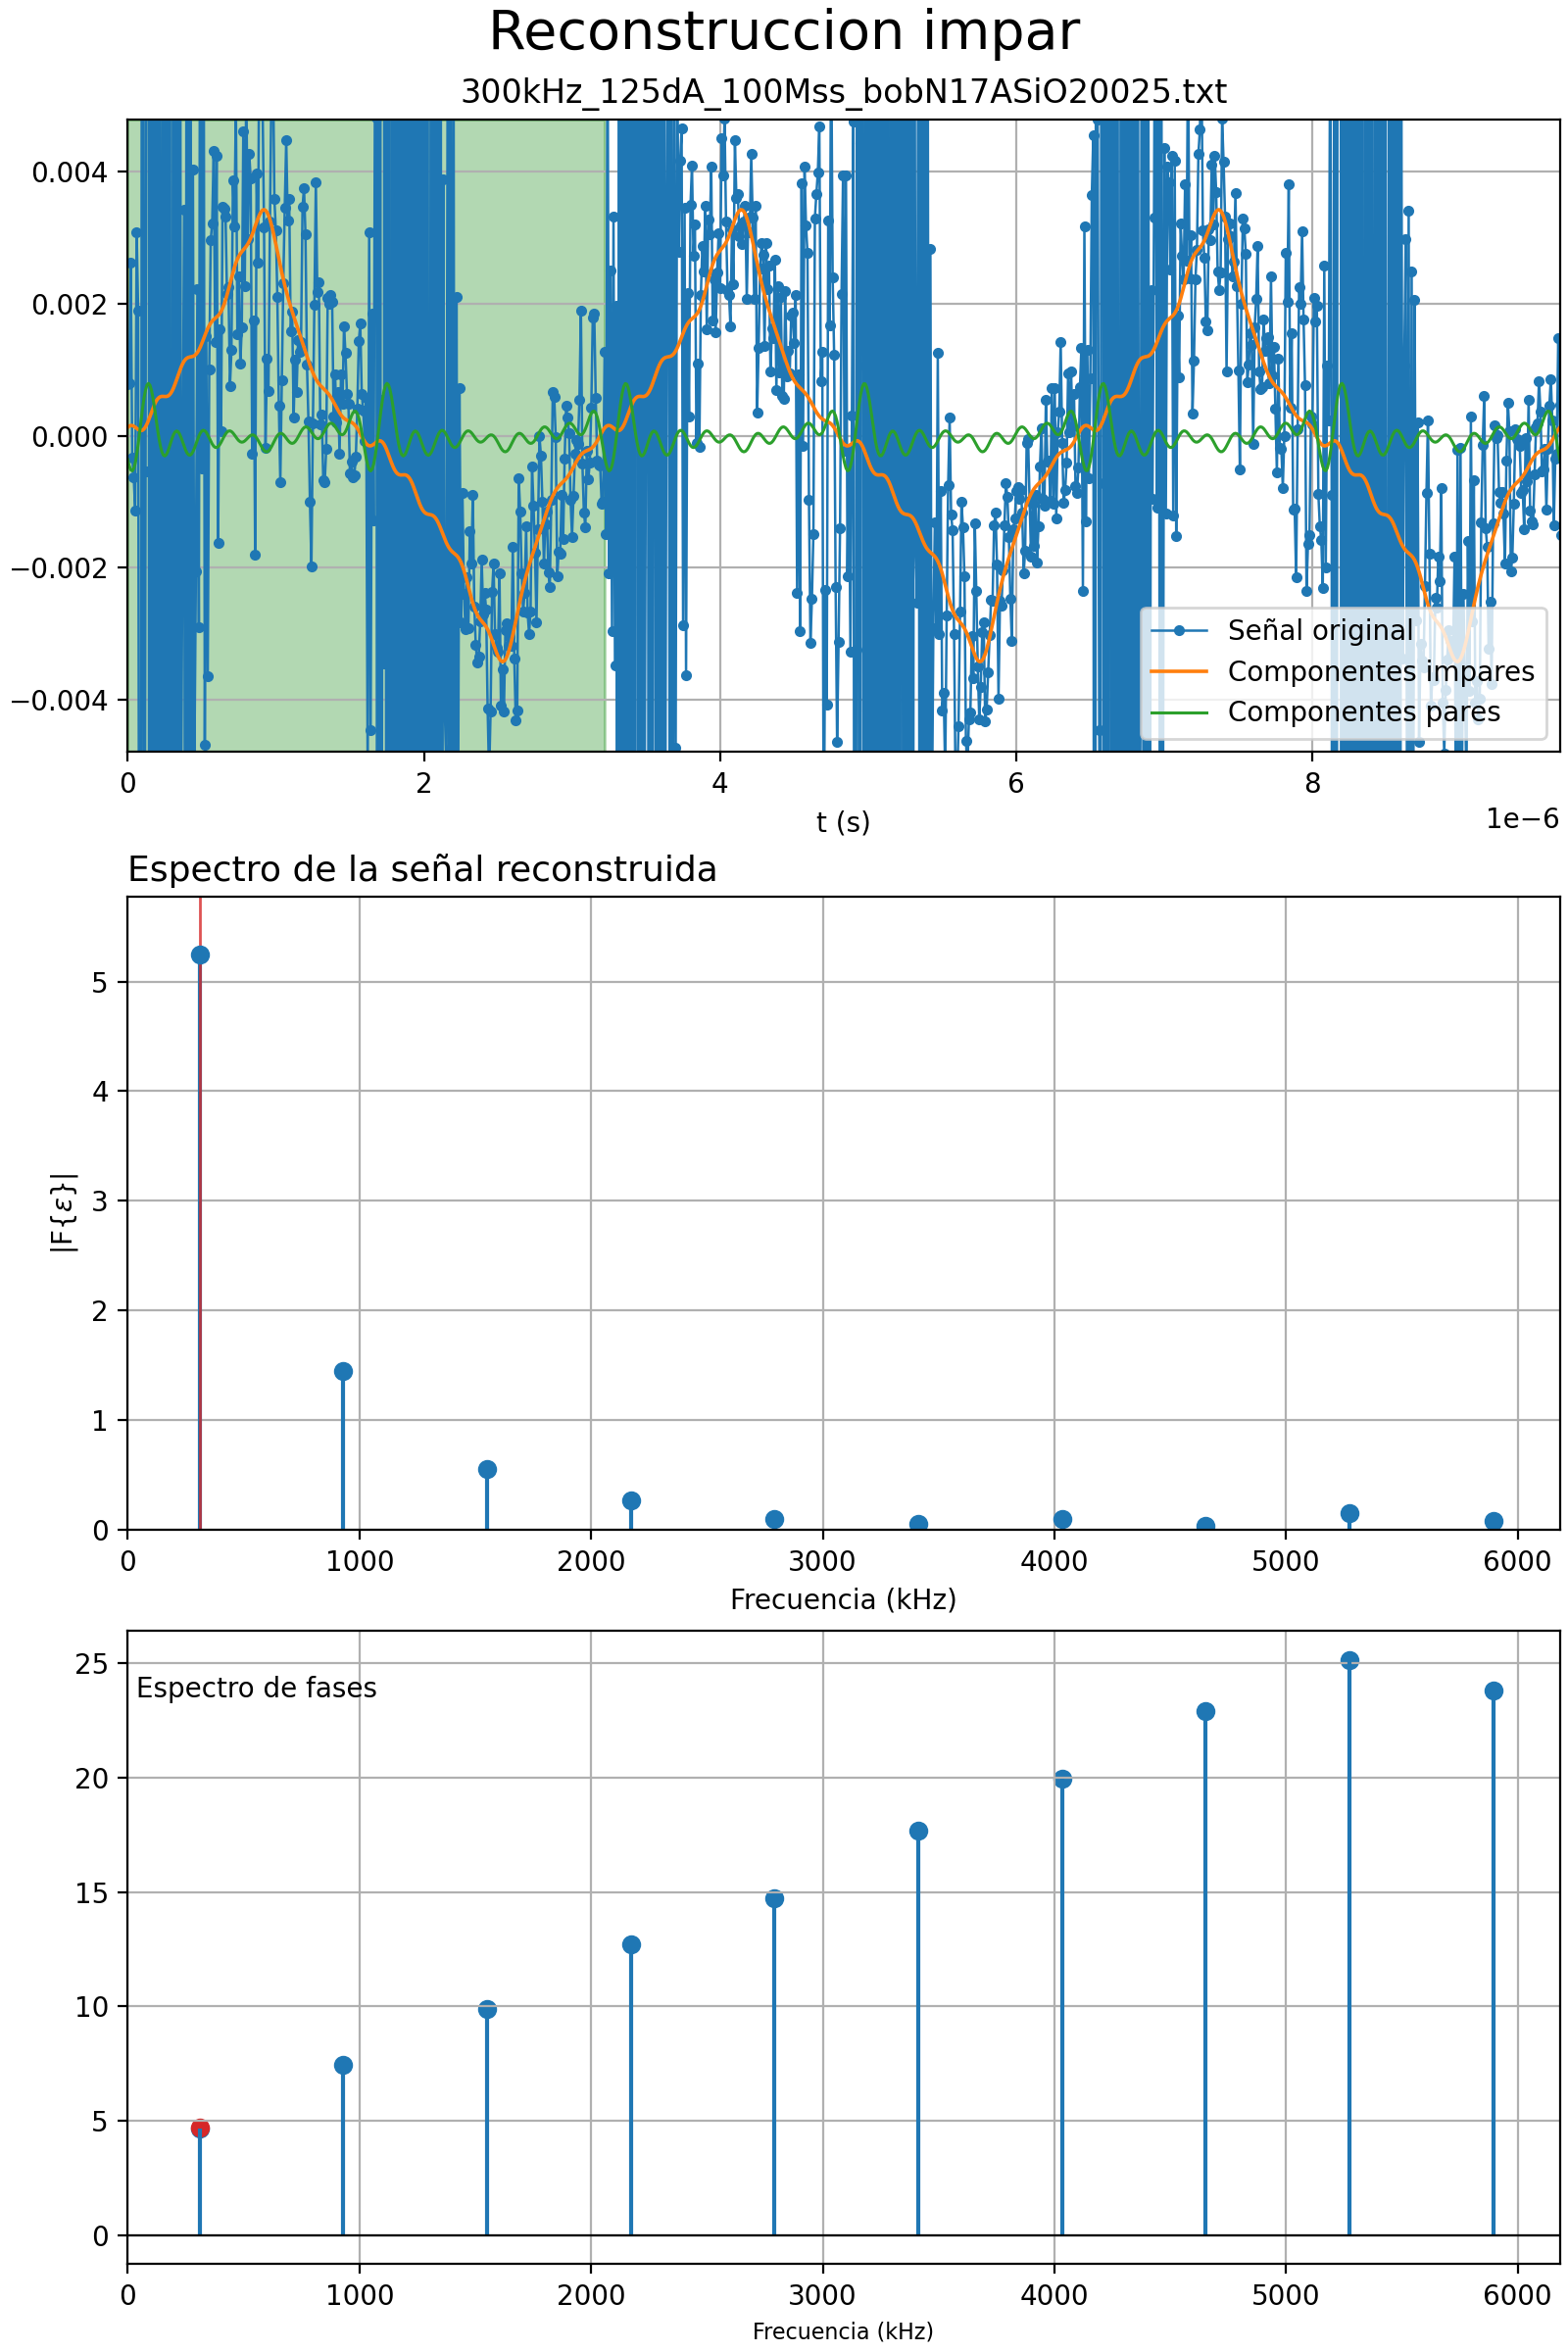 Reconstruccion impar
300kHz_125dA_100Mss_bobN17ASiO20025.txt
0.004
0.002
0.000
−0.002
−0.004
Señal original
Componentes impares
Componentes pares
0 2 4 6 8
1e−6
t (s)
Espectro de la señal reconstruida
5
4
3
2
1
0
|F{ε}|
0 1000 2000 3000 4000 5000 6000
Frecuencia (kHz)
25
Espectro de fases
20
15
10
5
0
0 1000 2000 3000 4000 5000 6000
Frecuencia (kHz)